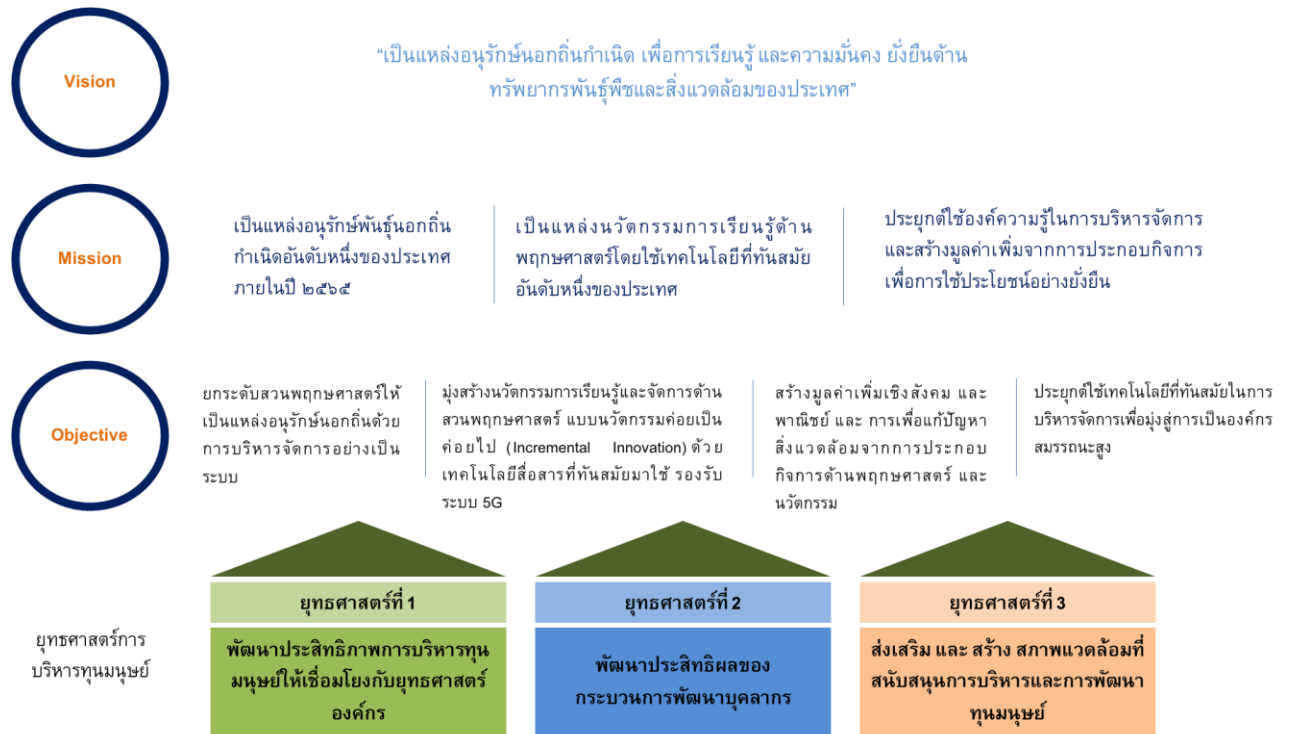 Vision
“เป็นแหล่งอนุรักษ์นอกถิ่นกำเนิด เพื่อการเรียนรู้ และความมั่นคง ยั่งยืนด้าน
ทรัพยากรพันธุ์พืชและสิ่งแวดล้อมของประเทศ”
Mission
เป็นแหล่งอนุรักษ์พันธุ์นอกถิ่น
กำเนิดอันดับหนึ่งของประเทศ
ภายในปี ๒๕๖๕
เป็นแหล่งนวัตกรรมการเรียนรู้ด้าน
พฤกษศาสตร์โดยใช้เทคโนโลยีที่ทันสมัย
อันดับหนึ่งของประเทศ
ประยุกต์ใช้องค์ความรู้ในการบริหารจัดการ
และสร้างมูลค่าเพิ่มจากการประกอบกิจการ
เพื่อการใช้ประโยชน์อย่างยั่งยืน
Objective
ยกระดับสวนพฤกษศาสตร์ให้
เป็นแหล่งอนุรักษ์นอกถิ่นด้วย
การบริหารจัดการอย่างเป็น
ระบบ
มุ่งสร้างนวัตกรรมการเรียนรู้และจัดการด้าน
สวนพฤกษศาสตร์ แบบนวัตกรรมค่อยเป็น
ค่อยไป (Incremental Innovation) ด้วย
เทคโนโลยีสื่อสารที่ทันสมัยมาใช้ รองรับ
ระบบ 5G
สร้างมูลค่าเพิ่มเชิงสังคม และ
พาณิชย์ และ การเพื่อแก้ปัญหา
สิ่งแวดล้อมจากการประกอบ
กิจการด้านพฤกษศาสตร์ และ
นวัตกรรม
ประยุกต์ใช้เทคโนโลยีที่ทันสมัยในการ
บริหารจัดการเพื่อมุ่งสู่การเป็นองค์กร
สมรรถนะสูง
ยุทธศาสตร์การ
บริหารทุนมนุษย์
ยุทธศาสตร์ที่ 1
พัฒนาประสิทธิภาพการบริหารทุน
มนุษย์ให้เชื่อมโยงกับยุทธศาสตร์
องค์กร
ยุทธศาสตร์ที่ 2
พัฒนาประสิทธิผลของ
กระบวนการพัฒนาบุคลากร
ยุทธศาสตร์ที่ 3
ส่งเสริม และ สร้าง สภาพแวดล้อมที่
สนับสนุนการบริหารและการพัฒนา
ทุนมนุษย์